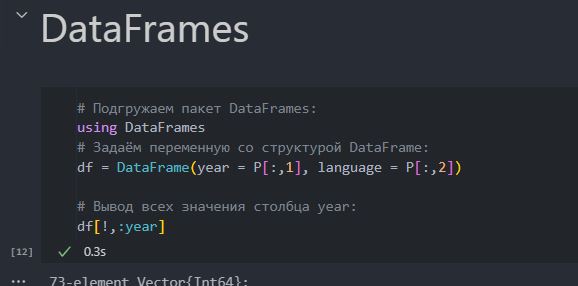 DataFrames
# Подгружаем пакет DataFrames:
using DataFrames
# Задаём переменную со структурой DataFrame:
df = DataFrame(year = P[:,1], language = P[:,2])
# Вывод всех значения столбца year:
df[!,:year]
[12] ✓ 0.3s
... 73-element Vector{Int64}: